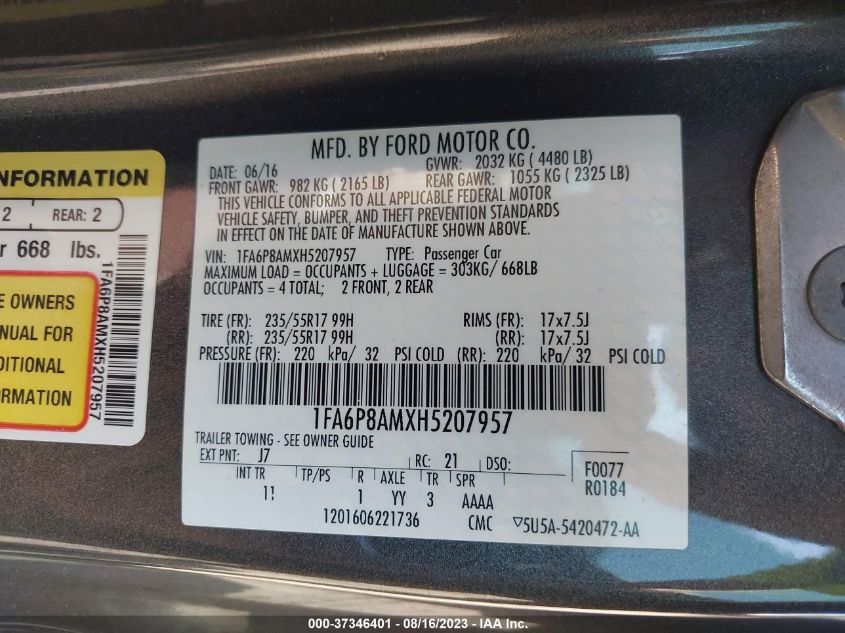 INFORMATION
2 REAR: 2
668 lbs.
E OWNERS
ANUAL FOR
DITIONAL
ORMATION
1FA6P8AMXH5207957
MFD. BY FORD MOTOR CO.
DATE: 06/16 GVWR: 2032 KG ( 4480 LB)
FRONT GAWR: 982 KG ( 2165 LB) REAR GAWR: 1055 KG ( 2325 LB)
THIS VEHICLE CONFORMS TO ALL APPLICABLE FEDERAL MOTOR
VEHICLE SAFETY, BUMPER, AND THEFT PREVENTION STANDARDS
IN EFFECT ON THE DATE OF MANUFACTURE SHOWN ABOVE.
VIN: 1FA6P8AMXH5207957 TYPE: Passenger Car
MAXIMUM LOAD = OCCUPANTS + LUGGAGE = 303KG/ 668LB
OCCUPANTS = 4 TOTAL; 2 FRONT, 2 REAR
TIRE (FR): 235/55R17 99H RIMS (FR): 17x7.5J
(RR): 235/55R17 99H (RR): 17x7.5J
PRESSURE (FR): 220 kPa/ 32 PSI COLD (RR): 220 kPa/ 32 PSI COLD
1FA6P8AMXH5207957
TRAILER TOWING - SEE OWNER GUIDE
EXT PNT: J7 RC: 21 DSO: F0077
R0184
INT TR TP/PS R AXLE TR SPR
1 YY 3 AAAA
1201606221736 CMC ▽5U5A-5420472-AA
000-37346401 - 08/16/2023 - IAA Inc.